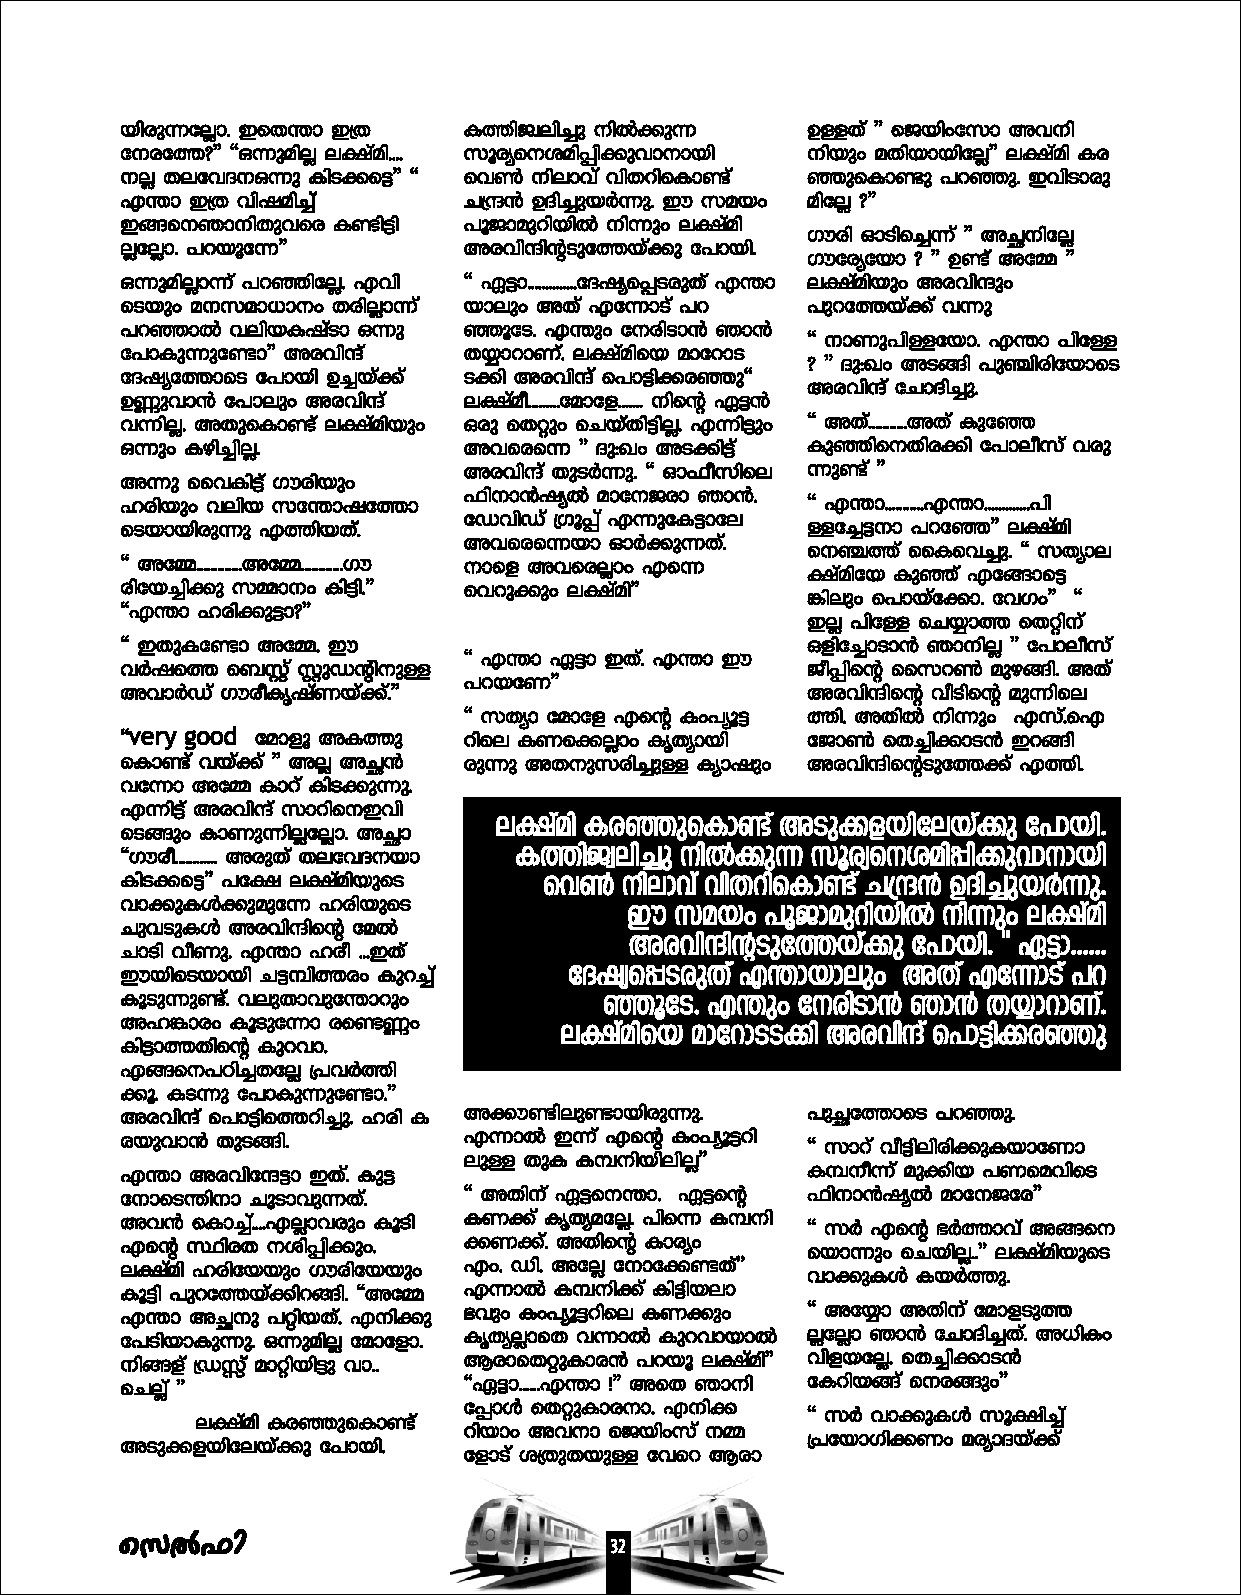 യിരുന്നല്ലോ. ഇതെന്താ ഇത്ര
നേരത്തേ?” “ഒന്നുമില്ല ലക്ഷ്മി....
നല്ല തലവേദനഒന്നു കിടക്കട്ടെ” “
എന്താ ഇത്ര വിഷമിച്ച്
ഇങ്ങനെഞാനിതുവരെ കണ്ടിട്ടി
ല്ലല്ലോ. പറയൂന്നേ”
ഒന്നുമില്ലാന്ന് പറഞ്ഞില്ലേ. എവി
ടെയും മനസമാധാനം തരില്ലാന്ന്
പറഞ്ഞാൽ വലിയകഷ്ടാ ഒന്നു
പോകുന്നുണ്ടോ” അരവിന്ദ്
ദേഷ്യത്തോടെ പോയി ഉച്ചയ്ക്ക്
ഉണ്ണുവാൻ പോലും അരവിന്ദ്
വന്നില്ല. അതുകൊണ്ട് ലക്ഷ്മിയും
ഒന്നും കഴിച്ചില്ല.
അന്നു വൈകിട്ട് ഗൗരിയും
ഹരിയും വലിയ സന്തോഷത്തോ
ടെയായിരുന്നു എത്തിയത്.
“ അമ്മേ.........അമ്മേ.........ഗൗ
രിയേച്ചിക്കു സമ്മാനം കിട്ടി.”
“എന്താ ഹരിക്കുട്ടാ?”
“ ഇതുകണ്ടോ അമ്മേ. ഈ
വർഷത്തെ ബെസ്റ്റ് സ്റ്റുഡന്റിനുള്ള
അവാർഡ് ഗൗരീകൃഷ്ണയ്ക്ക്.”
“very good മോളൂ അകത്തു
കൊണ്ട് വയ്ക്ക് ” അല്ല അച്ഛൻ
വന്നോ അമ്മേ കാറ് കിടക്കുന്നു.
എന്നിട്ട് അരവിന്ദ് സാറിനെഇവി
ടെങ്ങും കാണുന്നില്ലല്ലോ. അച്ഛാ
“ഗൗരീ.......... അരുത് തലവേദനയാ
കിടക്കട്ടെ” പക്ഷേ ലക്ഷ്മിയുടെ
വാക്കുകൾക്കുമുന്നേ ഹരിയുടെ
ചുവടുകൾ അരവിന്ദിന്റെ മേൽ
ചാടി വീണു. എന്താ ഹരീ ...ഇത്
ഈയിടെയായി ചട്ടമ്പിത്തരം കുറച്ച്
കൂടുന്നുണ്ട്. വലുതാവുന്തോറും
അഹങ്കാരം കൂടുന്നോ രണ്ടെണ്ണം
കിട്ടാത്തതിന്റെ കുറവാ.
എങ്ങനെപഠിച്ചതല്ലേ പ്രവർത്തി
ക്കൂ. കടന്നു പോകുന്നുണ്ടോ.”
അരവിന്ദ് പൊട്ടിത്തെറിച്ചു. ഹരി ക
രയുവാൻ തുടങ്ങി.
എന്താ അരവിന്ദേട്ടാ ഇത്. കുട്ട
നോടെന്തിനാ ചൂടാവുന്നത്.
അവൻ കൊച്ച്....എല്ലാവരും കൂടി
എന്റെ സ്ഥിരത നശിപ്പിക്കും.
ലക്ഷ്മി ഹരിയേയും ഗൗരിയേയും
കൂട്ടി പുറത്തേയ്ക്കിറങ്ങി. “അമ്മേ
എന്താ അച്ഛനു പറ്റിയത്. എനിക്കു
പേടിയാകുന്നു. ഒന്നുമില്ല മോളോ.
നിങ്ങള് ഡ്രസ്സ് മാറ്റിയിട്ടു വാ..
ചെല്ല് ”
ലക്ഷ്മി കരഞ്ഞുകൊണ്ട്
അടുക്കളയിലേയ്ക്കു പോയി.
കത്തിജ്വലിച്ചു നിൽക്കുന്ന
സൂര്യനെശമിപ്പിക്കുവാനായി
വെൺ നിലാവ് വിതറികൊണ്ട്
ചന്ദ്രൻ ഉദിച്ചുയർന്നു. ഈ സമയം
പൂജാമുറിയിൽ നിന്നും ലക്ഷ്മി
അരവിന്ദിന്റടുത്തേയ്ക്കു പോയി.
“ ഏട്ടാ............ദേഷ്യപ്പെടരുത് എന്താ
യാലും അത് എന്നോട് പറ
ഞ്ഞൂടേ. എന്തും നേരിടാൻ ഞാൻ
തയ്യാറാണ്. ലക്ഷ്മിയെ മാറോട
ടക്കി അരവിന്ദ് പൊട്ടിക്കരഞ്ഞു“
ലക്ഷ്മീ........മോളേ...... നിന്റെ ഏട്ടൻ
ഒരു തെറ്റും ചെയ്തിട്ടില്ല. എന്നിട്ടും
അവരെന്നെ ” ദുഃഖം അടക്കിട്ട്
അരവിന്ദ് തുടർന്നു. “ ഓഫീസിലെ
ഫിനാൻഷ്യൽ മാനേജരാ ഞാൻ.
ഡേവിഡ് ഗ്രൂപ്പ് എന്നുകേട്ടാലേ
അവരെന്നെയാ ഓർക്കുന്നത്.
നാളെ അവരെല്ലാം എന്നെ
വെറുക്കും ലക്ഷ്മി”
“ എന്താ ഏട്ടാ ഇത്. എന്താ ഈ
പറയണേ”
“ സത്യാ മോളേ എന്റെ കംപ്യൂട്ട
റിലെ കണക്കെല്ലാം കൃത്യായി
രുന്നു അതനുസരിച്ചുള്ള ക്യാഷും
ഉള്ളത് ” ജെയിംസോ അവനി
നിയും മതിയായില്ലേ” ലക്ഷ്മി കര
ഞ്ഞുകൊണ്ടു പറഞ്ഞു. ഇവിടാരു
മില്ലേ ?”
ഗൗരി ഓടിച്ചെന്ന് ” അച്ഛനില്ലേ
ഗൗര്യേയോ ? ” ഉണ്ട് അമ്മേ ”
ലക്ഷ്മിയും അരവിന്ദും
പുറത്തേയ്ക്ക് വന്നു
“ നാണുപിള്ളയോ. എന്താ പിള്ളേ
? ” ദുഃഖം അടങ്ങി പുഞ്ചിരിയോടെ
അരവിന്ദ് ചോദിച്ചു.
“ അത്.........അത് കുഞ്ഞേ
കുഞ്ഞിനെതിരക്കി പോലീസ് വരു
ന്നുണ്ട് ”
“ എന്താ.........എന്താ...........പി
ള്ളച്ചേട്ടനാ പറഞ്ഞേ” ലക്ഷ്മി
നെഞ്ചത്ത് കൈവെച്ചു. “ സത്യാല
ക്ഷ്മിയേ കുഞ്ഞ് എങ്ങോട്ടെ
ങ്കിലും പൊയ്ക്കോ. വേഗം” “
ഇല്ല പിള്ളേ ചെയ്യാത്ത തെറ്റിന്
ഒളിച്ചോടാൻ ഞാനില്ല ” പോലീസ്
ജീപ്പിന്റെ സൈറൺ മുഴങ്ങി. അത്
അരവിന്ദിന്റെ വീടിന്റെ മുന്നിലെ
ത്തി. അതിൽ നിന്നും എസ്.ഐ
ജോൺ തെച്ചിക്കാടൻ ഇറങ്ങി
അരവിന്ദിന്റെടുത്തേക്ക് എത്തി.
ലക്ഷ്മി കരഞ്ഞുകൊണ്ട് അടുക്കളയിലേയ്ക്കു പോയി.
കത്തിജ്വലിച്ചു നിൽക്കുന്ന സൂര്യനെശമിപ്പിക്കുവാനായി
വെൺ നിലാവ് വിതറികൊണ്ട് ചന്ദ്രൻ ഉദിച്ചുയർന്നു.
ഈ സമയം പൂജാമുറിയിൽ നിന്നും ലക്ഷ്മി
അരവിന്ദിന്റടുത്തേയ്ക്കു പോയി. " ഏട്ടാ......
ദേഷ്യപ്പെടരുത് എന്തായാലും അത് എന്നോട് പറ
ഞ്ഞൂടേ. എന്തും നേരിടാൻ ഞാൻ തയ്യാറാണ്.
ലക്ഷ്മിയെ മാറോടടക്കി അരവിന്ദ് പൊട്ടിക്കരഞ്ഞു
അക്കൗണ്ടിലുണ്ടായിരുന്നു.
എന്നാൽ ഇന്ന് എന്റെ കംപ്യൂട്ടറി
ലുള്ള തുക കമ്പനിയിലില്ല”
“ അതിന് ഏട്ടനെന്താ. ഏട്ടന്റെ
കണക്ക് കൃത്യമല്ലേ. പിന്നെ കമ്പനി
ക്കണക്ക്. അതിന്റെ കാര്യം
എം. ഡി. അല്ലേ നോക്കേണ്ടത്”
എന്നാൽ കമ്പനിക്ക് കിട്ടിയലാ
ഭവും കംപ്യൂട്ടറിലെ കണക്കും
കൃത്യല്ലാതെ വന്നാൽ കുറവായാൽ
ആരാതെറ്റുകാരൻ പറയൂ ലക്ഷ്മി”
“ഏട്ടാ.....എന്താ !” അതെ ഞാനി
പ്പോൾ തെറ്റുകാരനാ. എനിക്ക
റിയാം അവനാ ജെയിംസ് നമ്മ
ളോട് ശത്രുതയുള്ള വേറെ ആരാ
പുച്ഛത്തോടെ പറഞ്ഞു.
“ സാറ് വീട്ടിലിരിക്കുകയാണോ
കമ്പനീന്ന് മുക്കിയ പണമെവിടെ
ഫിനാൻഷ്യൽ മാനേജരേ”
“ സർ എന്റെ ഭർത്താവ് അങ്ങനെ
യൊന്നും ചെയില്ല..” ലക്ഷ്മിയുടെ
വാക്കുകൾ കയർത്തു.
“ അയ്യോ അതിന് മോളടുത്ത
ല്ലല്ലോ ഞാൻ ചോദിച്ചത്. അധികം
വിളയല്ലേ. തെച്ചിക്കാടൻ
കേറിയങ്ങ് നെരങ്ങും”
“ സർ വാക്കുകൾ സൂക്ഷിച്ച്
പ്രയോഗിക്കണം മര്യാദയ്ക്ക്
സെൽഫി
32